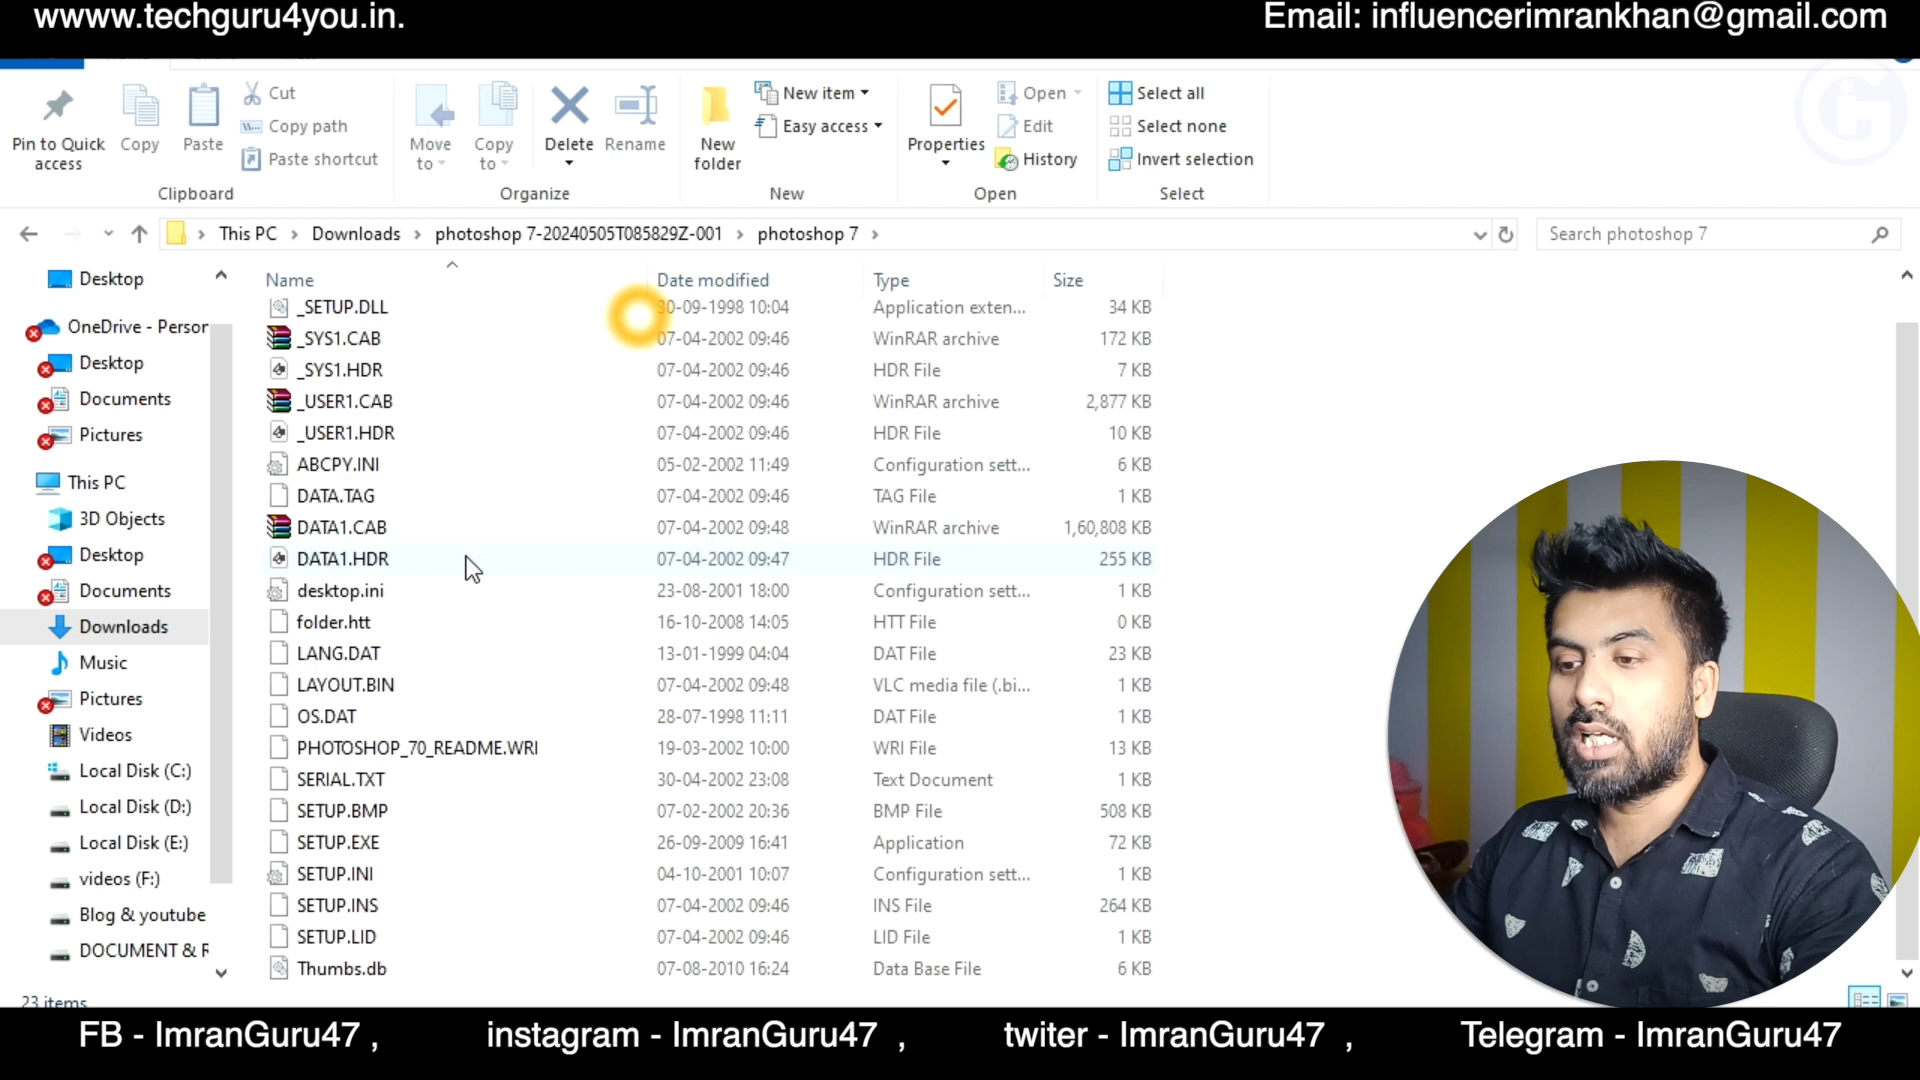 www.techguru4you.in.
Email: influencerimrankhan@gmail.com
Pin to Quick access
Copy
Paste
Cut
Copy path
Paste shortcut
Clipboard
Move to
Copy to
Delete
Rename
Organize
New folder
New item
Easy access
New
Properties
Open
Edit
History
Open
Select all
Select none
Invert selection
Select
This PC > Downloads > photoshop 7-20240505T085829Z-001 > photoshop 7 >
Search photoshop 7
Desktop
OneDrive - Person
Desktop
Documents
Pictures
This PC
3D Objects
Desktop
Documents
Downloads
Music
Pictures
Videos
Local Disk (C:)
Local Disk (D:)
Local Disk (E:)
videos (F:)
Blog & youtube
DOCUMENT & R
Name Date modified Type Size
_SETUP.DLL 30-09-1998 10:04 Application exten... 34 KB
_SYS1.CAB 07-04-2002 09:46 WinRAR archive 172 KB
_SYS1.HDR 07-04-2002 09:46 HDR File 7 KB
_USER1.CAB 07-04-2002 09:46 WinRAR archive 2,877 KB
_USER1.HDR 07-04-2002 09:46 HDR File 10 KB
ABCPY.INI 05-02-2002 11:49 Configuration sett... 6 KB
DATA.TAG 07-04-2002 09:46 TAG File 1 KB
DATA1.CAB 07-04-2002 09:48 WinRAR archive 1,60,808 KB
DATA1.HDR 07-04-2002 09:47 HDR File 255 KB
desktop.ini 23-08-2001 18:00 Configuration sett... 1 KB
folder.htt 16-10-2008 14:05 HTT File 0 KB
LANG.DAT 13-01-1999 04:04 DAT File 23 KB
LAYOUT.BIN 07-04-2002 09:48 VLC media file (.bi... 1 KB
OS.DAT 28-07-1998 11:11 DAT File 1 KB
PHOTOSHOP_70_README.WRI 19-03-2002 10:00 WRI File 13 KB
SERIAL.TXT 30-04-2002 23:08 Text Document 1 KB
SETUP.BMP 07-02-2002 20:36 BMP File 508 KB
SETUP.EXE 26-09-2009 16:41 Application 72 KB
SETUP.INI 04-10-2001 10:07 Configuration sett... 1 KB
SETUP.INS 07-04-2002 09:46 INS File 264 KB
SETUP.LID 07-04-2002 09:46 LID File 1 KB
Thumbs.db 07-08-2010 16:24 Data Base File 6 KB
23 items
FB - ImranGuru47 , instagram - ImranGuru47 , twiter - ImranGuru47 , Telegram - ImranGuru47